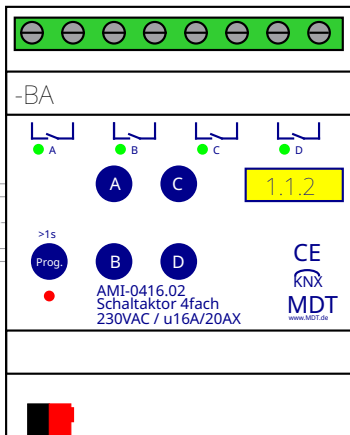 -BA
A B C D
A C
1.1.2
>1s
Prog. B D
CE
KNX
AMI-0416.02
Schaltaktor 4fach
230VAC / u16A/20AX
MDT
www.MDT.de